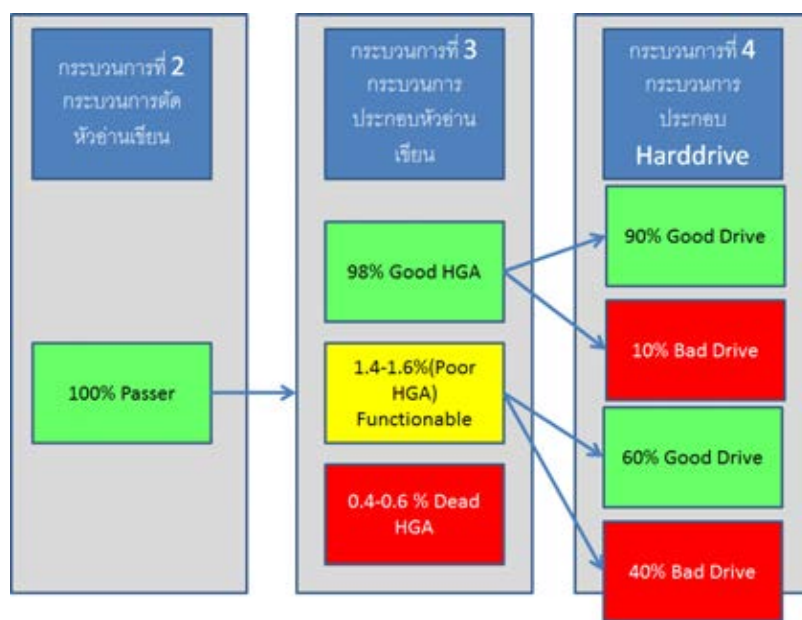 กระบวนการที่ 2
กระบวนการตัด
หัวอ่านเขียน
100% Passer
กระบวนการที่ 3
กระบวนการ
ประกอบหัวอ่าน
เขียน
98% Good HGA
1.4-1.6%(Poor
HGA)
Functionable
0.4-0.6 % Dead
HGA
กระบวนการที่ 4
กระบวนการ
ประกอบ
Harddrive
90% Good Drive
10% Bad Drive
60% Good Drive
40% Bad Drive